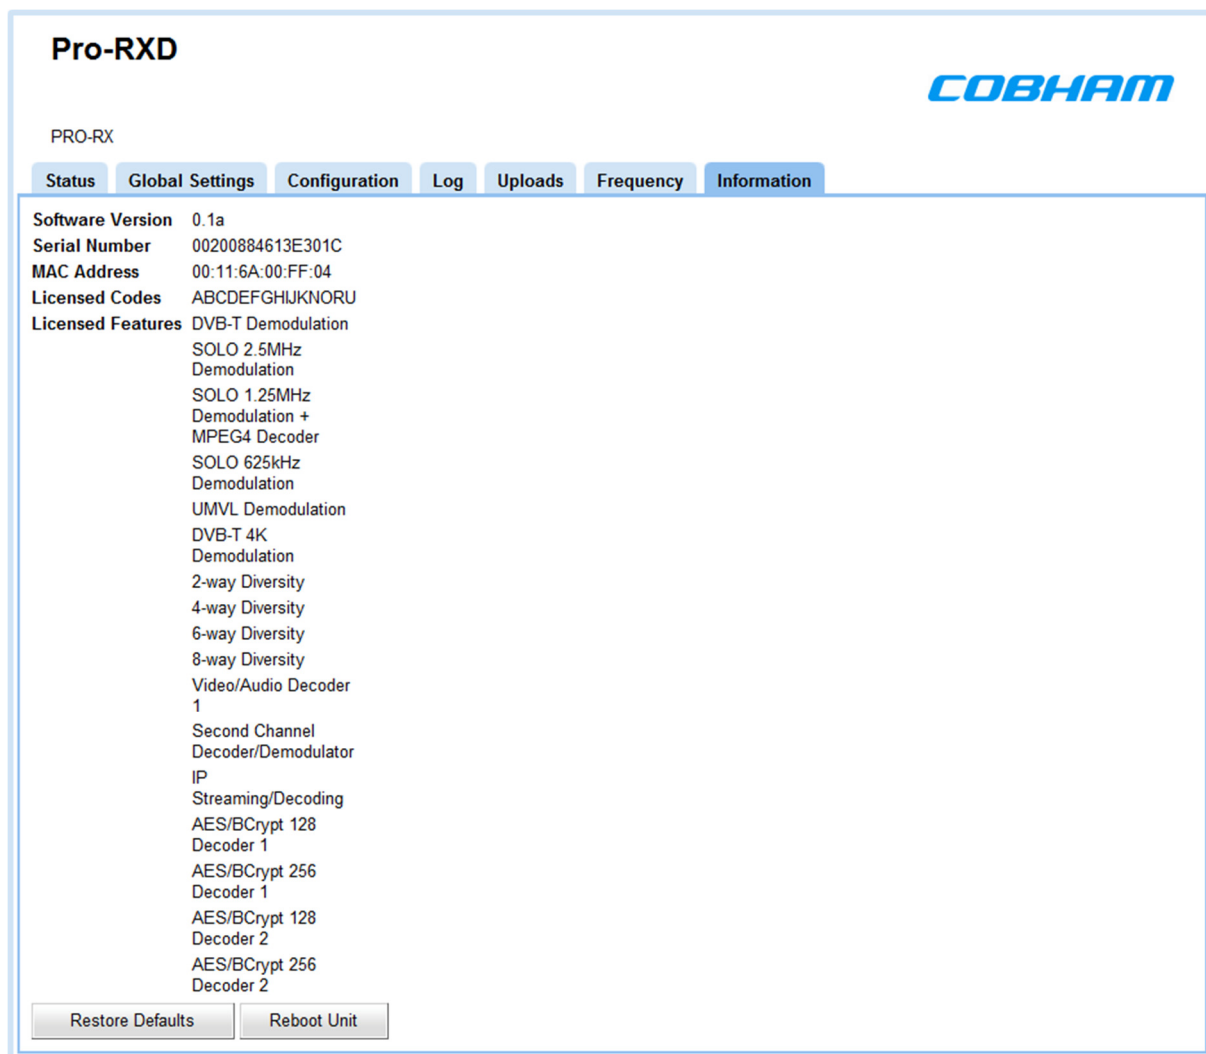 Pro-RXD
COBHAM
PRO-RX
Status Global Settings Configuration Log Uploads Frequency Information
Software Version 0.1a
Serial Number 00200884613E301C
MAC Address 00:11:6A:00:FF:04
Licensed Codes ABCDEFGHIJKNORU
Licensed Features DVB-T Demodulation
SOLO 2.5MHz
Demodulation
SOLO 1.25MHz
Demodulation +
MPEG4 Decoder
SOLO 625kHz
Demodulation
UMVL Demodulation
DVB-T 4K
Demodulation
2-way Diversity
4-way Diversity
6-way Diversity
8-way Diversity
Video/Audio Decoder
1
Second Channel
Decoder/Demodulator
IP
Streaming/Decoding
AES/BCrypt 128
Decoder 1
AES/BCrypt 256
Decoder 1
AES/BCrypt 128
Decoder 2
AES/BCrypt 256
Decoder 2
Restore Defaults Reboot Unit